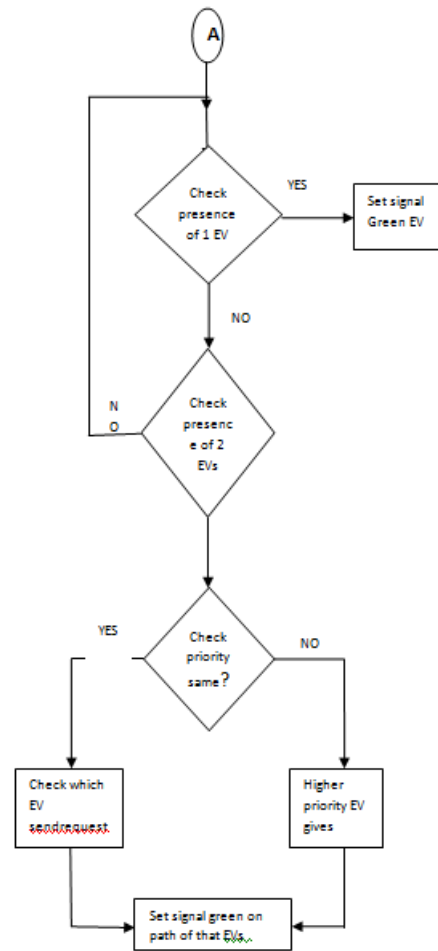 A
Check
presence
of 1 EV
YES
Set signal
Green EV
NO
N
O
Check
presenc
e of 2
EVs
YES
Check
priority
same?
NO
Check which
EV
sendrequest
Higher
priority EV
gives
Set signal green on
path of that EVs